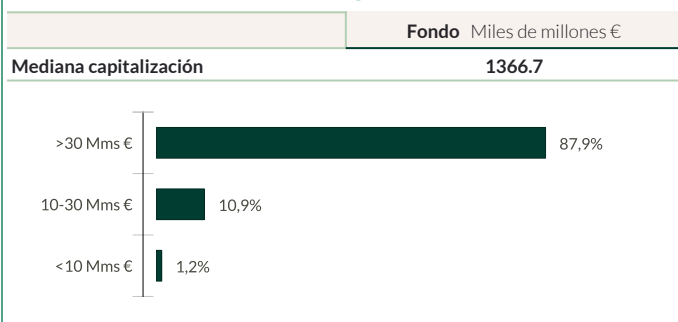 Fondo Miles de millones €
Mediana capitalización 1366.7
>30 Mms € 87,9%
10-30 Mms € 10,9%
<10 Mms € 1,2%